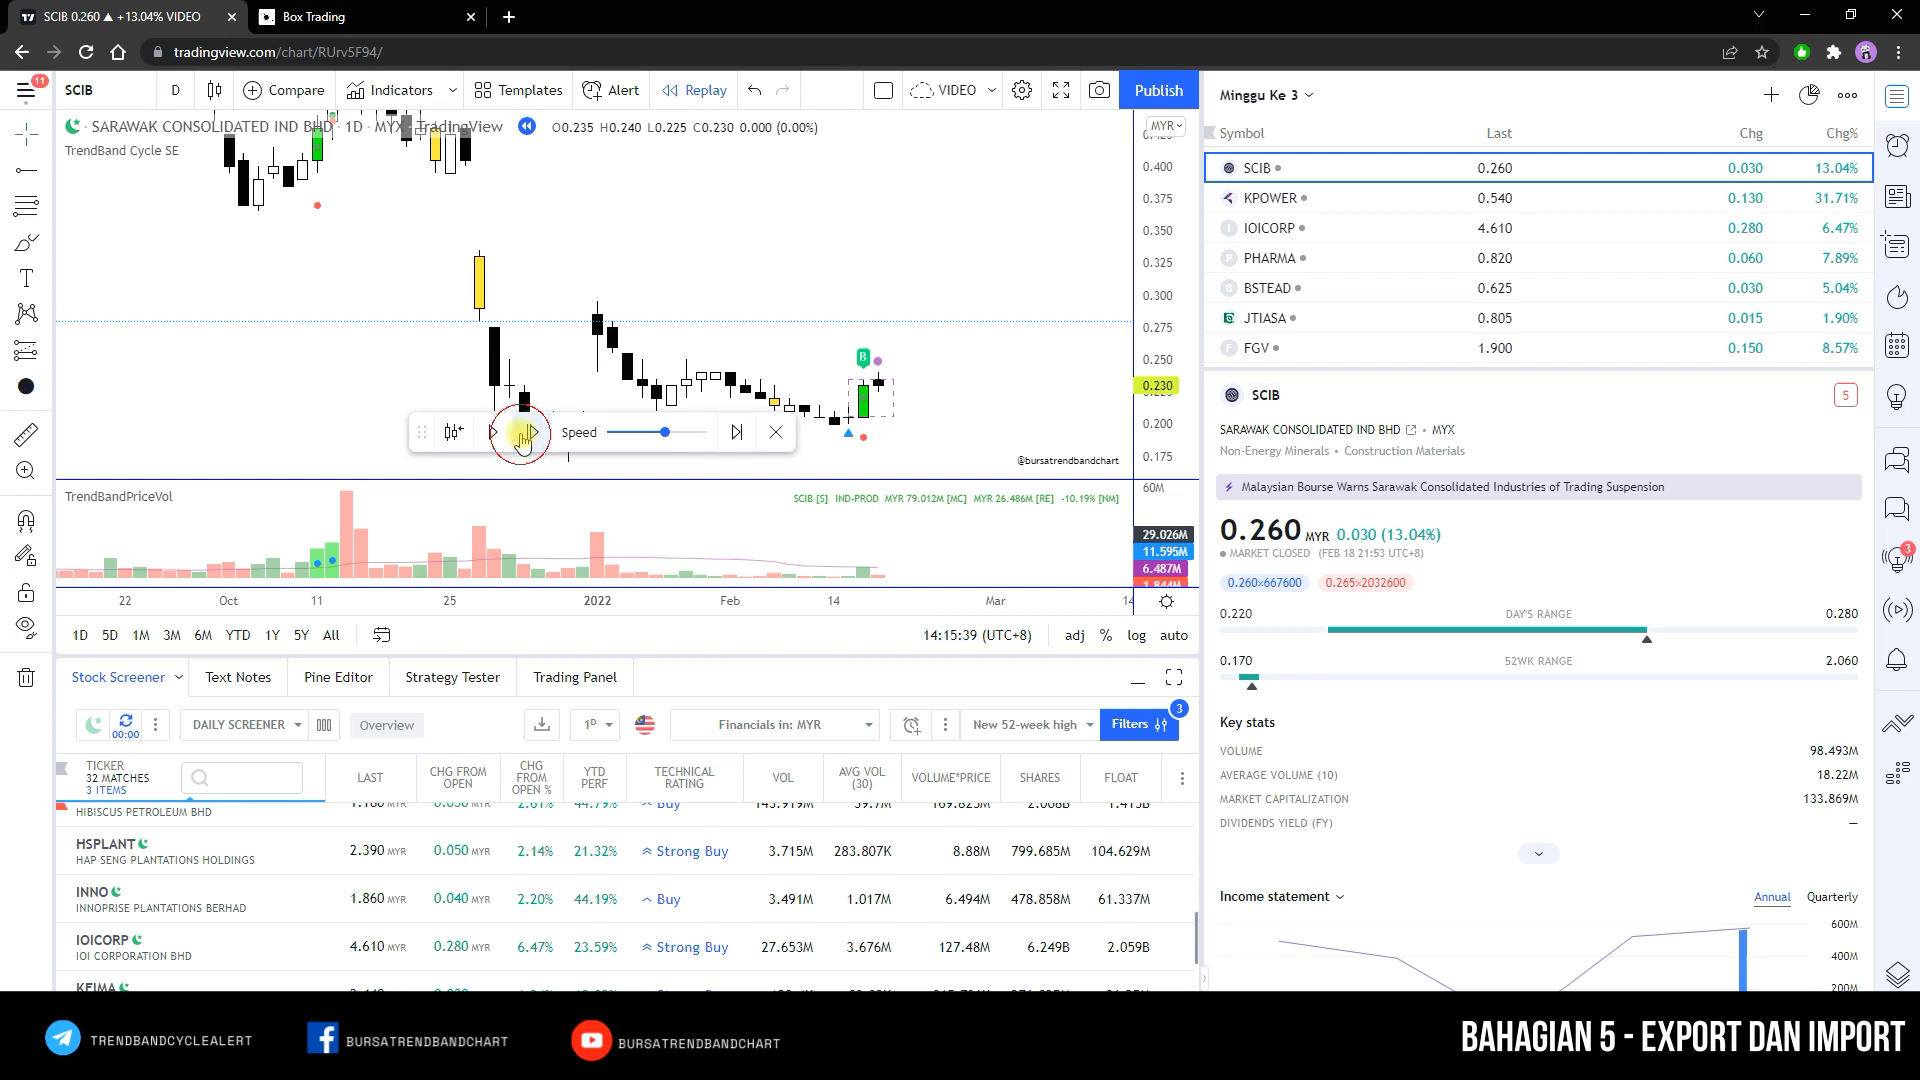 SCIB 0.260 ▲ +13.04% VIDEO
Box Trading
tradingview.com/chart/RUrv5F94/
11
SCIB
D
Compare
Indicators
Templates
Alert
Replay
VIDEO
Publish
SARAWAK CONSOLIDATED IND BHD · 1D · MYX · TradingView
O0.235 H0.240 L0.225 C0.230 0.000 (0.00%)
TrendBand Cycle SE
MYR
0.400
0.375
0.350
0.325
0.300
0.275
0.250
0.230
0.200
0.175
B
Speed
@bursatrendbandchart
TrendBandPriceVol
SCIB [S] IND-PROD MYR 79.012M [MC] MYR 26.486M [RE] -10.19% [NM]
60M
29.026M
11.595M
6.487M
1.844M
22
Oct
11
25
2022
Feb
14
Mar
14
1D 5D 1M 3M 6M YTD 1Y 5Y All
14:15:39 (UTC+8)
adj % log auto
Stock Screener
Text Notes
Pine Editor
Strategy Tester
Trading Panel
00:00
DAILY SCREENER
Overview
1D
Financials in: MYR
New 52-week high
Filters
3
TICKER
32 MATCHES
3 ITEMS
LAST
CHG FROM OPEN
CHG FROM OPEN %
YTD PERF
TECHNICAL RATING
VOL
AVG VOL (30)
VOLUME*PRICE
SHARES
FLOAT
HIBISCUS PETROLEUM BHD
HSPLANT
HAP SENG PLANTATIONS HOLDINGS
2.390 MYR 0.050 MYR 2.14% 21.32% Strong Buy 3.715M 283.807K 8.88M 799.685M 104.629M
INNO
INNOPRISE PLANTATIONS BERHAD
1.860 MYR 0.040 MYR 2.20% 44.19% Buy 3.491M 1.017M 6.494M 478.858M 61.337M
IOICORP
IOI CORPORATION BHD
4.610 MYR 0.280 MYR 6.47% 23.59% Strong Buy 27.653M 3.676M 127.48M 6.249B 2.059B
Minggu Ke 3
Symbol Last Chg Chg%
SCIB 0.260 0.030 13.04%
KPOWER 0.540 0.130 31.71%
IOICORP 4.610 0.280 6.47%
PHARMA 0.820 0.060 7.89%
BSTEAD 0.625 0.030 5.04%
JTIASA 0.805 0.015 1.90%
FGV 1.900 0.150 8.57%
SCIB
5
SARAWAK CONSOLIDATED IND BHD • MYX
Non-Energy Minerals • Construction Materials
Malaysian Bourse Warns Sarawak Consolidated Industries of Trading Suspension
0.260 MYR 0.030 (13.04%)
MARKET CLOSED (FEB 18 21:53 UTC+8)
0.260×667600
0.265×2032600
0.220 DAY'S RANGE 0.280
0.170 52WK RANGE 2.060
Key stats
VOLUME 98.493M
AVERAGE VOLUME (10) 18.22M
MARKET CAPITALIZATION 133.869M
DIVIDENDS YIELD (FY) —
Income statement
Annual
Quarterly
600M
400M
200M
3
TRENDBANDCYCLEALERT
BURSATRENDBANDCHART
BURSATRENDBANDCHART
BAHAGIAN 5 - EXPORT DAN IMPORT